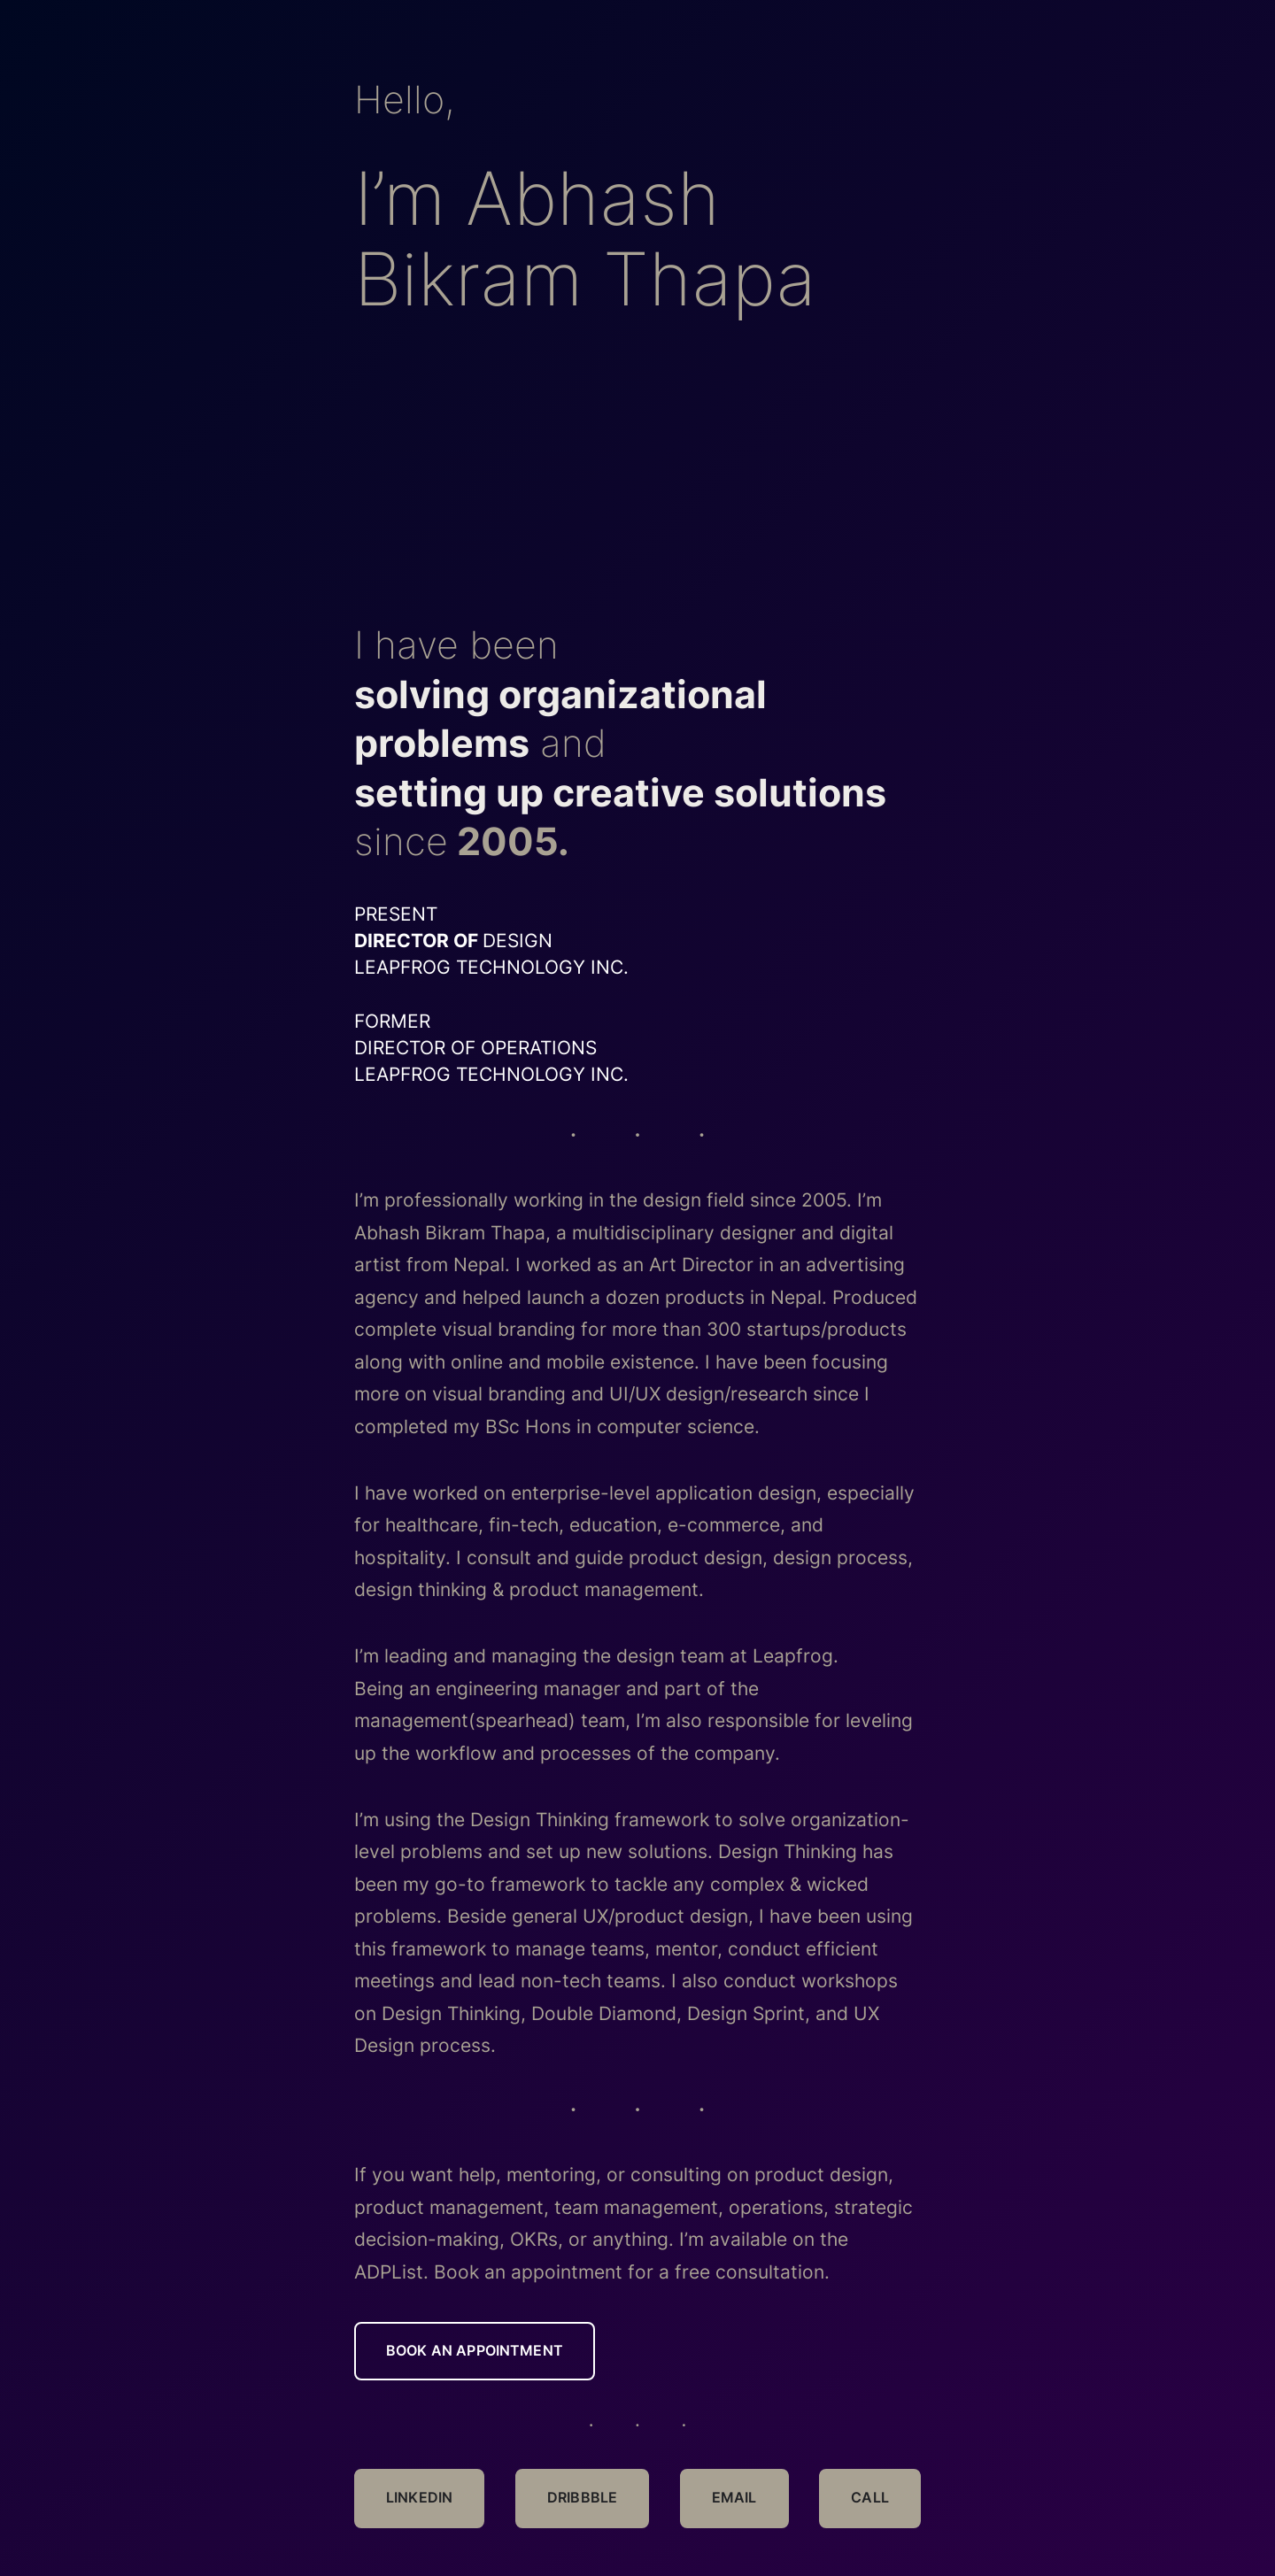 Hello,
I’m Abhash
Bikram Thapa
I have been
solving organizational
problems and
setting up creative solutions
since 2005.
PRESENT
DIRECTOR OF DESIGN
LEAPFROG TECHNOLOGY INC.
FORMER
DIRECTOR OF OPERATIONS
LEAPFROG TECHNOLOGY INC.
. . .
I’m professionally working in the design field since 2005. I’m
Abhash Bikram Thapa, a multidisciplinary designer and digital
artist from Nepal. I worked as an Art Director in an advertising
agency and helped launch a dozen products in Nepal. Produced
complete visual branding for more than 300 startups/products
along with online and mobile existence. I have been focusing
more on visual branding and UI/UX design/research since I
completed my BSc Hons in computer science.
I have worked on enterprise-level application design, especially
for healthcare, fin-tech, education, e-commerce, and
hospitality. I consult and guide product design, design process,
design thinking & product management.
I’m leading and managing the design team at Leapfrog.
Being an engineering manager and part of the
management(spearhead) team, I’m also responsible for leveling
up the workflow and processes of the company.
I’m using the Design Thinking framework to solve organization-
level problems and set up new solutions. Design Thinking has
been my go-to framework to tackle any complex & wicked
problems. Beside general UX/product design, I have been using
this framework to manage teams, mentor, conduct efficient
meetings and lead non-tech teams. I also conduct workshops
on Design Thinking, Double Diamond, Design Sprint, and UX
Design process.
. . .
If you want help, mentoring, or consulting on product design,
product management, team management, operations, strategic
decision-making, OKRs, or anything. I’m available on the
ADPList. Book an appointment for a free consultation.
BOOK AN APPOINTMENT
. . .
LINKEDIN DRIBBBLE EMAIL CALL